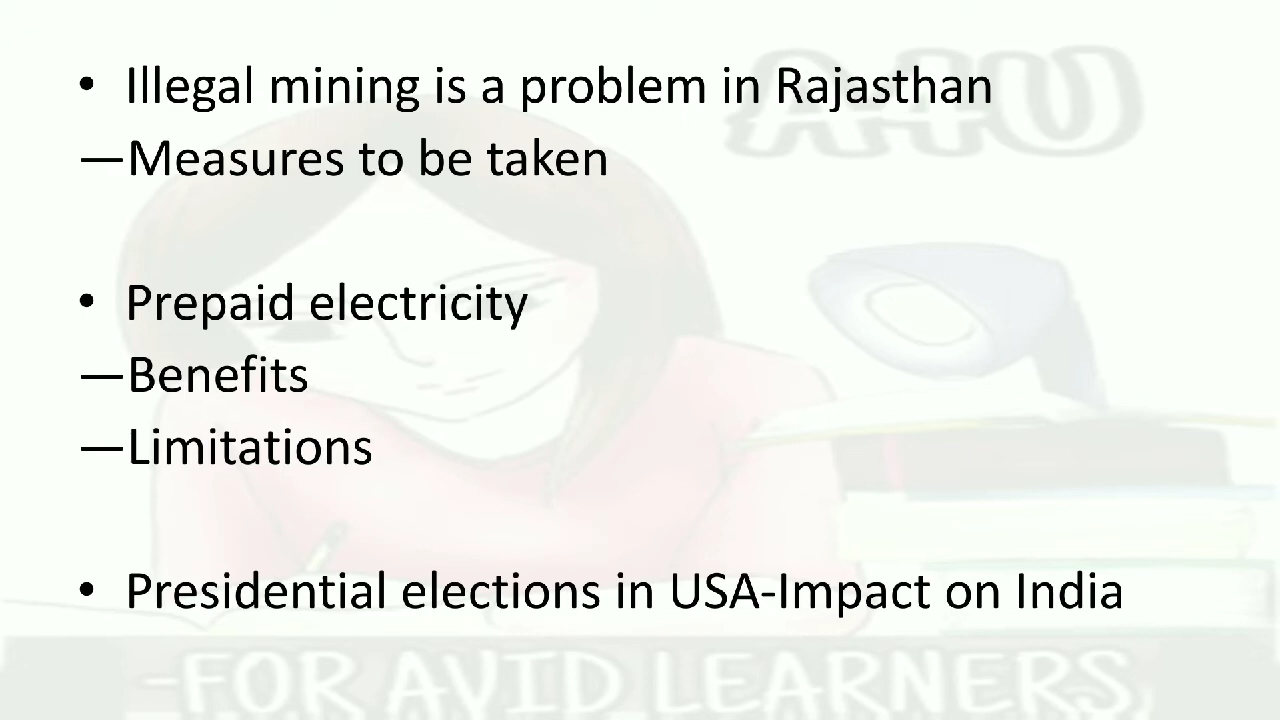 A4U
• Illegal mining is a problem in Rajasthan
—Measures to be taken
• Prepaid electricity
—Benefits
—Limitations
• Presidential elections in USA-Impact on India
-FOR AVID LEARNERS